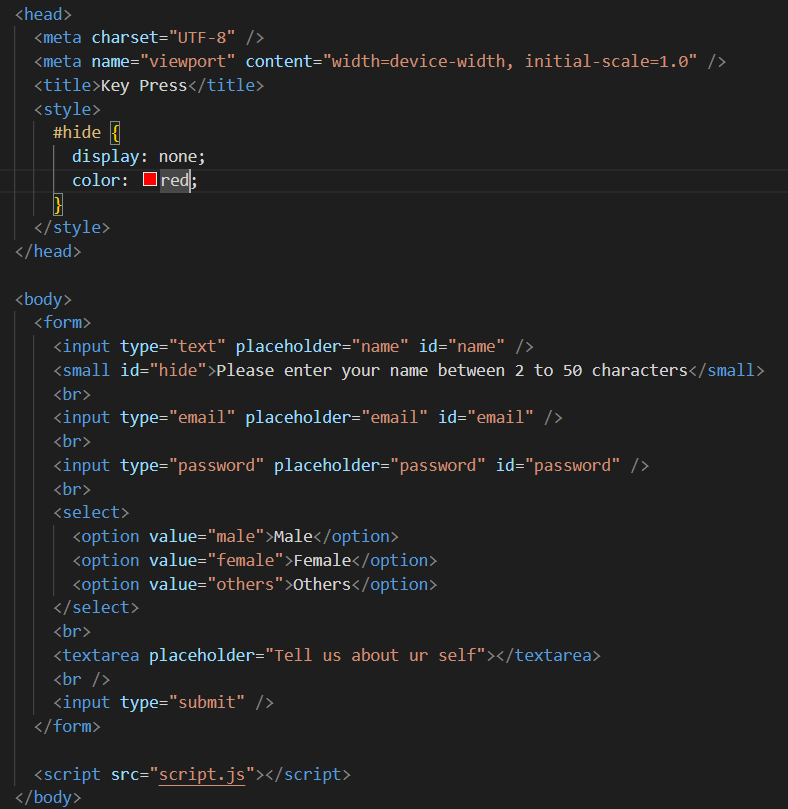 <head>
<meta charset="UTF-8" />
<meta name="viewport" content="width=device-width, initial-scale=1.0" />
<title>Key Press</title>
<style>
#hide {
display: none;
color: red;
}
</style>
</head>
<body>
<form>
<input type="text" placeholder="name" id="name" />
<small id="hide">Please enter your name between 2 to 50 characters</small>
<br>
<input type="email" placeholder="email" id="email" />
<br>
<input type="password" placeholder="password" id="password" />
<br>
<select>
<option value="male">Male</option>
<option value="female">Female</option>
<option value="others">Others</option>
</select>
<br>
<textarea placeholder="Tell us about ur self"></textarea>
<br />
<input type="submit" />
</form>
<script src="script.js"></script>
</body>